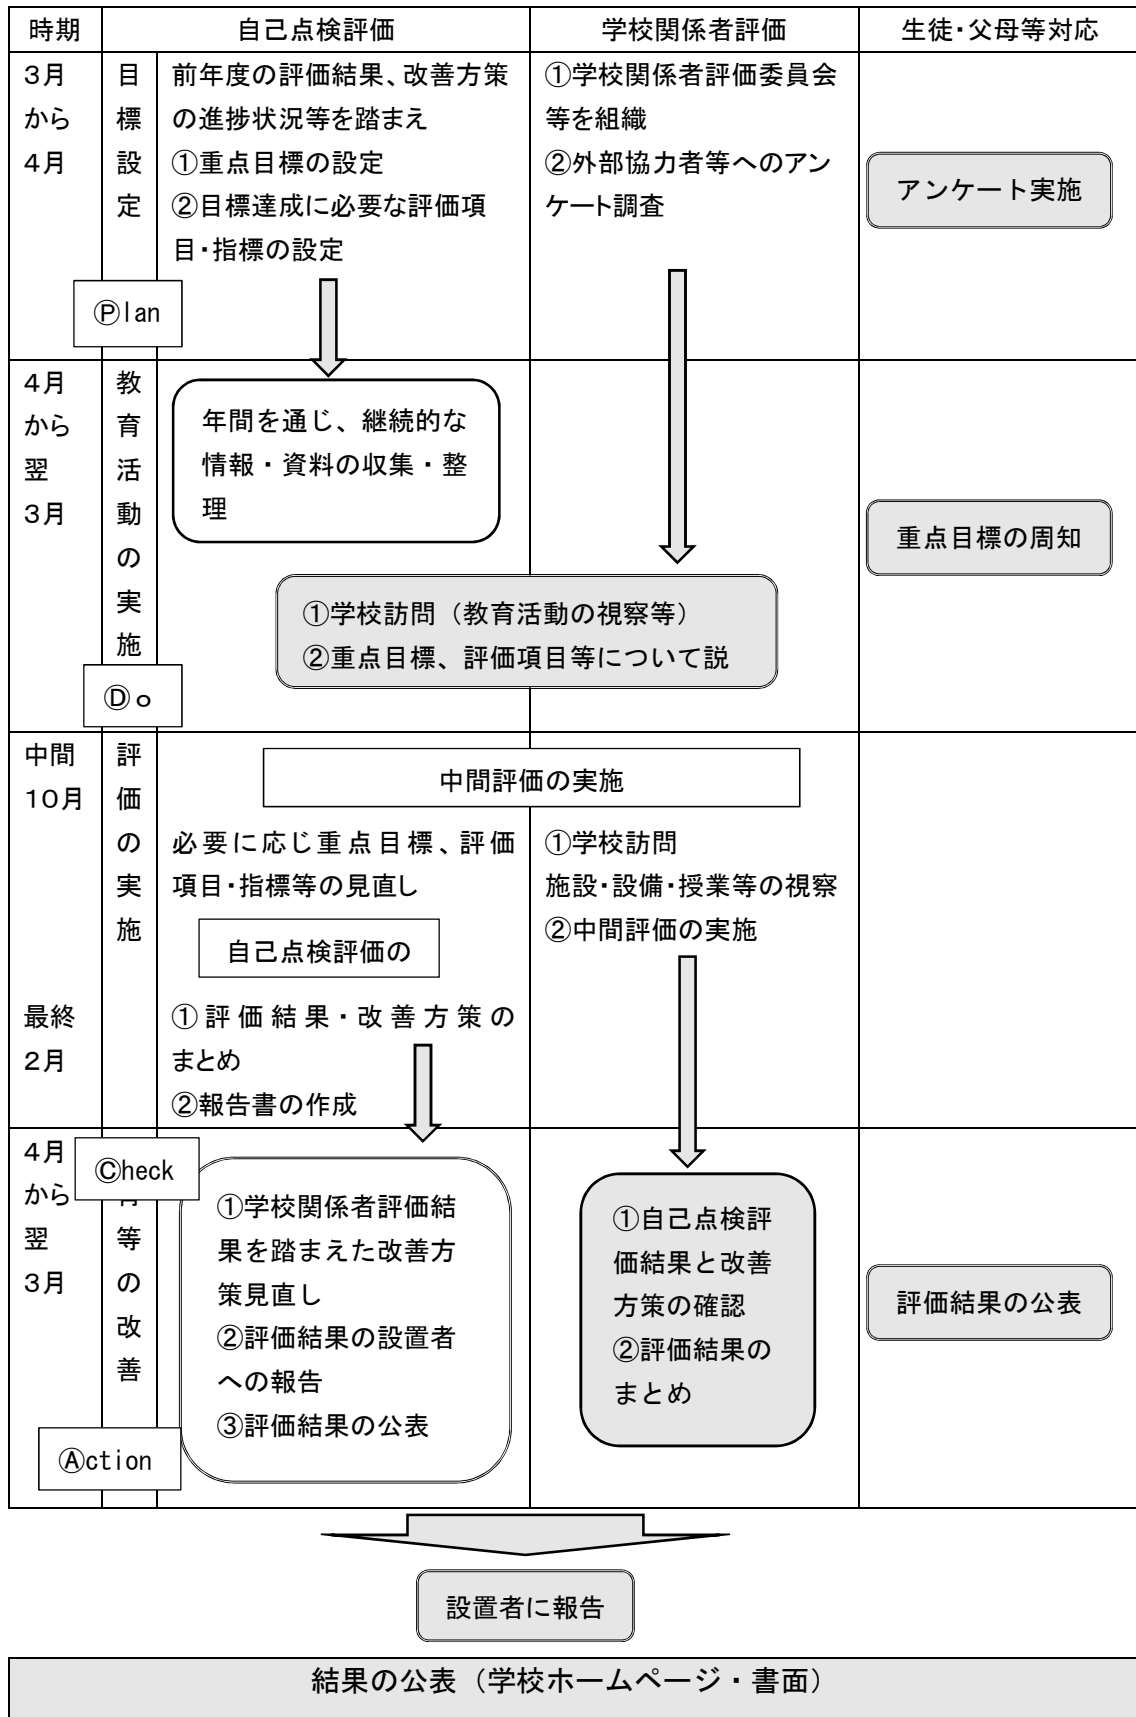 時期
自己点検評価
学校関係者評価
生徒・父母等対応
3月
から
4月
目標設定
前年度の評価結果、改善方策
の進捗状況等を踏まえ
①重点目標の設定
②目標達成に必要な評価項
目・指標の設定
①学校関係者評価委員会
等を組織
②外部協力者等へのアン
ケート調査
アンケート実施
Ⓟlan
4月
から
翌
3月
教育活動の実施
年間を通じ、継続的な
情報・資料の収集・整
理
重点目標の周知
①学校訪問（教育活動の視察等）
②重点目標、評価項目等について説
Ⓓo
中間
10月
評価の実施
中間評価の実施
必要に応じ重点目標、評価
項目・指標等の見直し
①学校訪問
施設・設備・授業等の視察
②中間評価の実施
自己点検評価の
最終
2月
①評価結果・改善方策の
まとめ
②報告書の作成
Ⓒheck
4月
から
翌
3月
育等の改善
①学校関係者評価結
果を踏まえた改善方
策見直し
②評価結果の設置者
への報告
③評価結果の公表
①自己点検評
価結果と改善
方策の確認
②評価結果の
まとめ
評価結果の公表
Ⓐction
設置者に報告
結果の公表（学校ホームページ・書面）